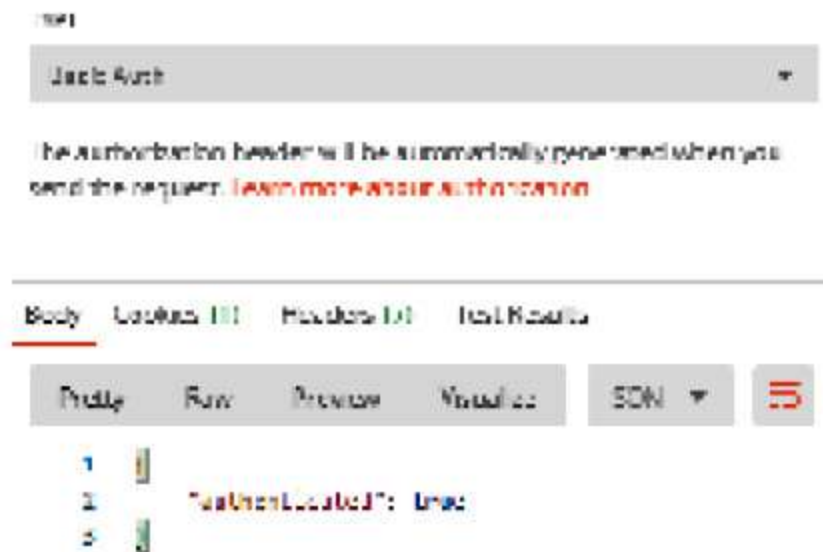 Basic Auth
The authorization header will be automatically generated when you
send the request. Learn more about authorization
Body Cookies (1) Headers Test Results
Pretty Raw Preview Visualize JSON
1 {
2 "authenticated": true
3 }